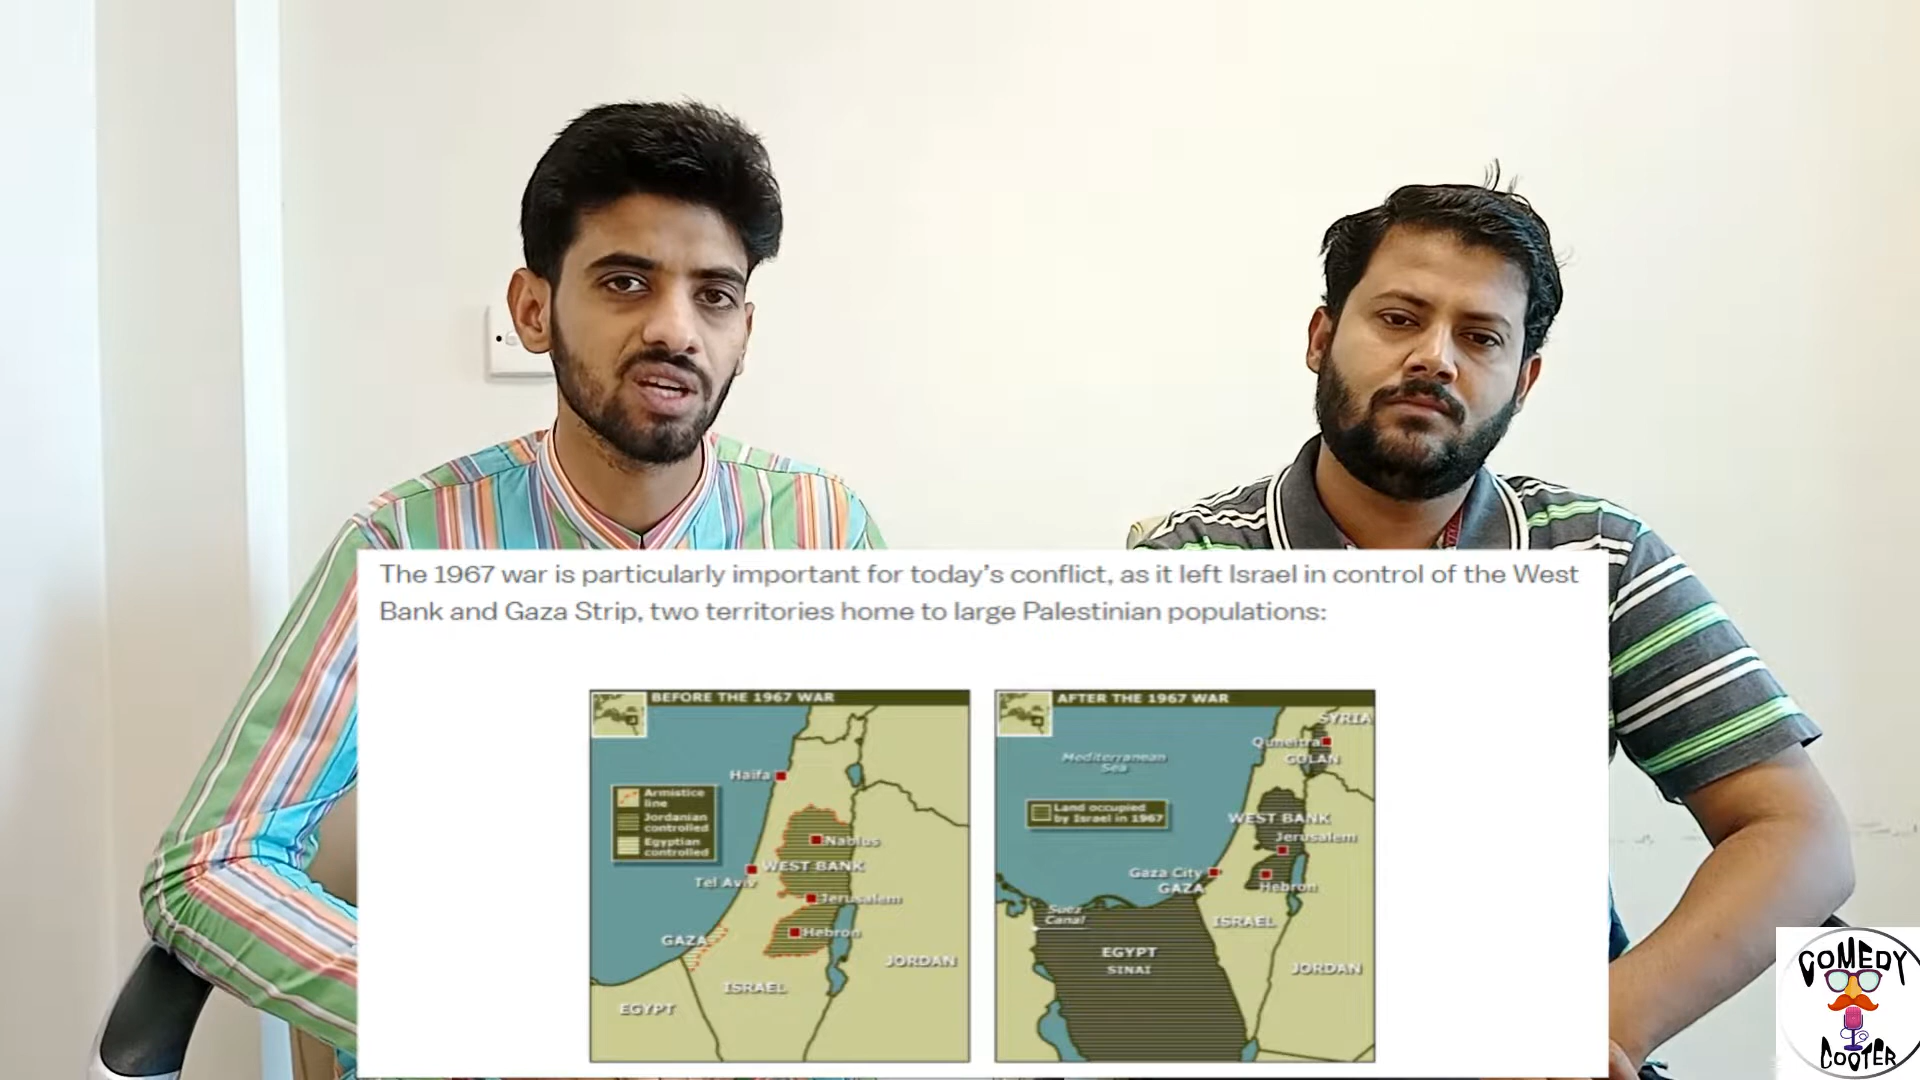 The 1967 war is particularly important for today's conflict, as it left Israel in control of the West
Bank and Gaza Strip, two territories home to large Palestinian populations:
BEFORE THE 1967 WAR
Haifa
Armistice
line
Jordanian
controlled
Egyptian
controlled
Nablus
WEST BANK
Tel Aviv
Jerusalem
Hebron
GAZA
JORDAN
ISRAEL
EGYPT
AFTER THE 1967 WAR
SYRIA
Quneitra
GOLAN
Mediterranean
Sea
Land occupied
by Israel in 1967
WEST BANK
Jerusalem
Gaza City
GAZA
Hebron
Suez
Canal
ISRAEL
EGYPT
SINAI
JORDAN
COMEDY
COOTER